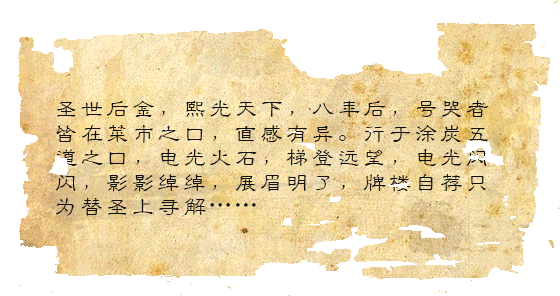 圣世后金，熙光天下，八年后，号哭者
皆在菜市之口，直感有异。行于涂炭五
道之口，电光火石，梯登远望，电光闪
闪，影影绰绰，展眉明了，牌楼自荐只
为替圣上寻解……